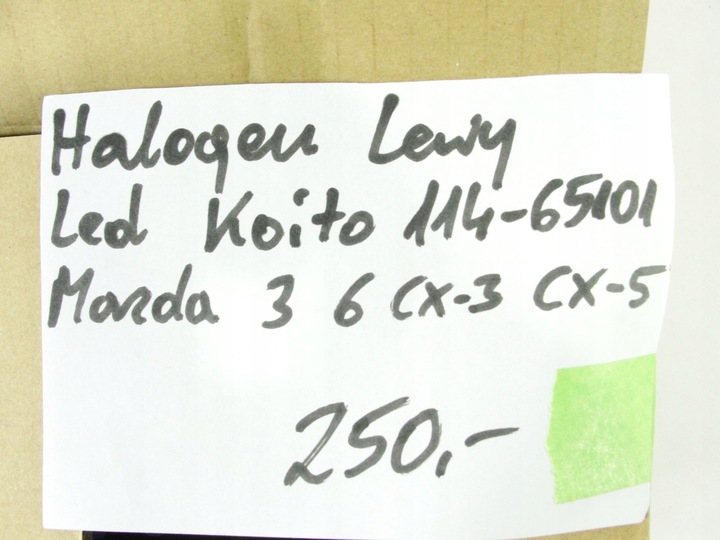 Halogen Lewy
Led Koito 114-65101
Mazda 3 6 CX-3 CX-5
250,-